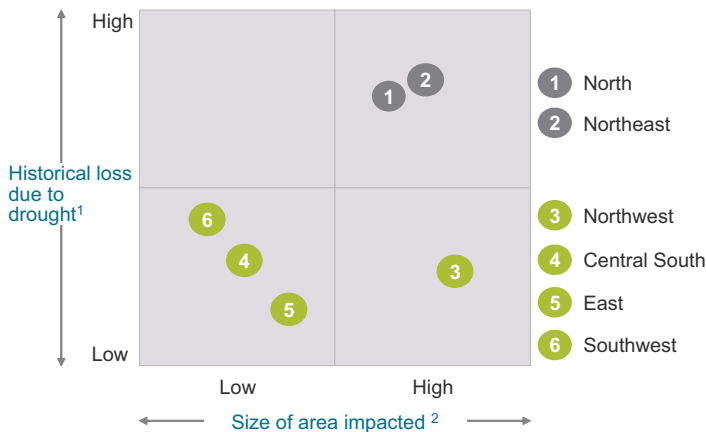 High
1
2
1 North
2 Northeast
Historical loss
due to
drought1
6
4
5
3
3 Northwest
4 Central South
5 East
6 Southwest
Low
Low
High
Size of area impacted 2